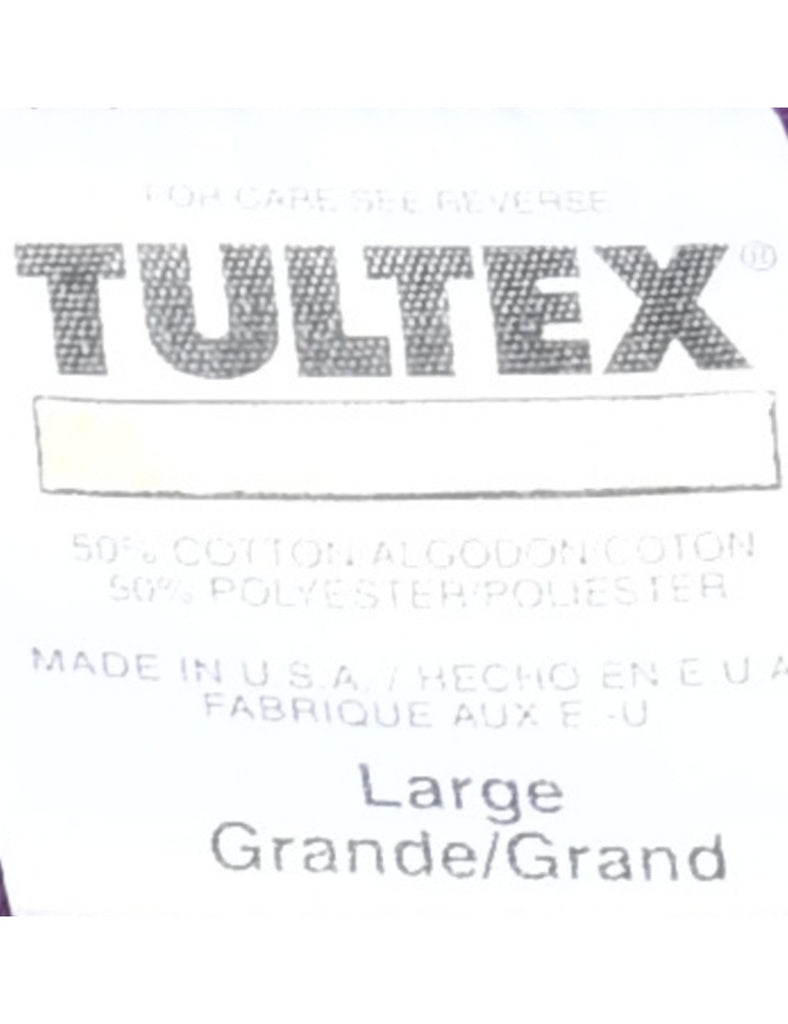 FOR CARE SEE REVERSE
TULTEX®
50% COTTON/ALGODON/COTON
50% POLYESTER/POLIESTER
MADE IN U.S.A. / HECHO EN E.U.A
FABRIQUE AUX E.-U
Large
Grande/Grand